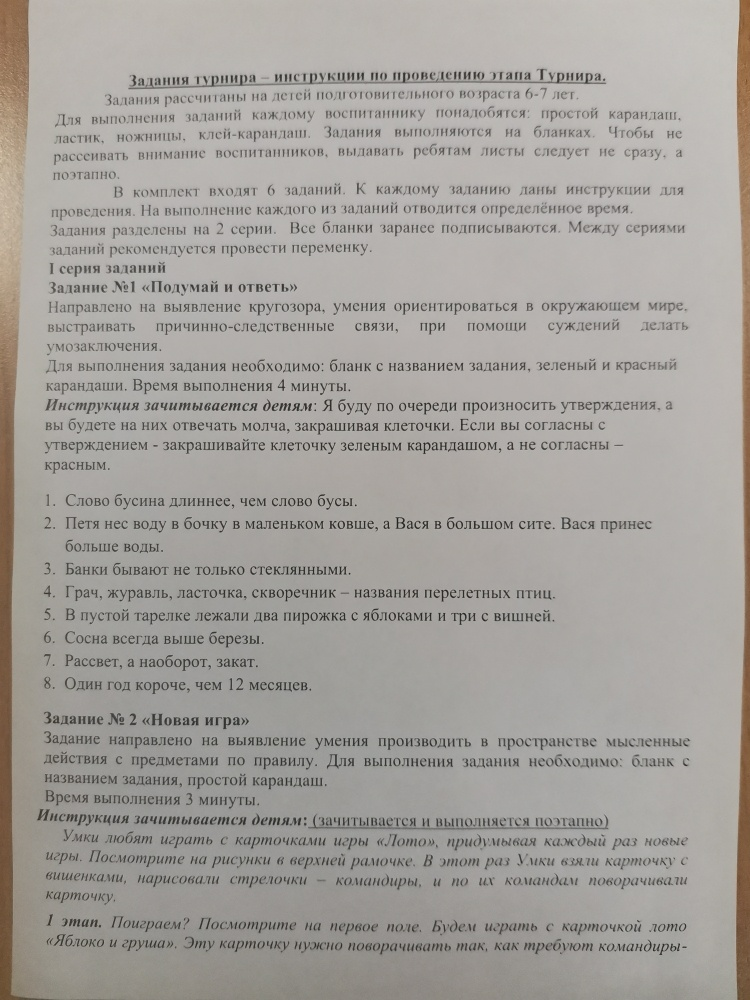 Задания турнира – инструкции по проведению этапа Турнира.
Задания рассчитаны на детей подготовительного возраста 6-7 лет.
Для выполнения заданий каждому воспитаннику понадобятся: простой карандаш,
ластик, ножницы, клей-карандаш. Задания выполняются на бланках. Чтобы не
рассеивать внимание воспитанников, выдавать ребятам листы следует не сразу, а
поэтапно.
В комплект входят 6 заданий. К каждому заданию даны инструкции для
проведения. На выполнение каждого из заданий отводится определённое время.
Задания разделены на 2 серии. Все бланки заранее подписываются. Между сериями
заданий рекомендуется провести переменку.
I серия заданий
Задание №1 «Подумай и ответь»
Направлено на выявление кругозора, умения ориентироваться в окружающем мире,
выстраивать причинно-следственные связи, при помощи суждений делать
умозаключения.
Для выполнения задания необходимо: бланк с названием задания, зеленый и красный
карандаши. Время выполнения 4 минуты.
Инструкция зачитывается детям: Я буду по очереди произносить утверждения, а
вы будете на них отвечать молча, закрашивая клеточки. Если вы согласны с
утверждением - закрашивайте клеточку зеленым карандашом, а не согласны –
красным.
1. Слово бусина длиннее, чем слово бусы.
2. Петя нес воду в бочку в маленьком ковше, а Вася в большом сите. Вася принес
больше воды.
3. Банки бывают не только стеклянными.
4. Грач, журавль, ласточка, скворечник – названия перелетных птиц.
5. В пустой тарелке лежали два пирожка с яблоками и три с вишней.
6. Сосна всегда выше березы.
7. Рассвет, а наоборот, закат.
8. Один год короче, чем 12 месяцев.
Задание № 2 «Новая игра»
Задание направлено на выявление умения производить в пространстве мысленные
действия с предметами по правилу. Для выполнения задания необходимо: бланк с
названием задания, простой карандаш.
Время выполнения 3 минуты.
Инструкция зачитывается детям: (зачитывается и выполняется поэтапно)
Умки любят играть с карточками игры «Лото», придумывая каждый раз новые
игры. Посмотрите на рисунки в верхней рамочке. В этот раз Умки взяли карточку с
вишенками, нарисовали стрелочки – командиры, и по их командам поворачивали
карточку.
I этап. Поиграем? Посмотрите на первое поле. Будем играть с карточкой лото
«Яблоко и груша». Эту карточку нужно поворачивать так, как требуют командиры-